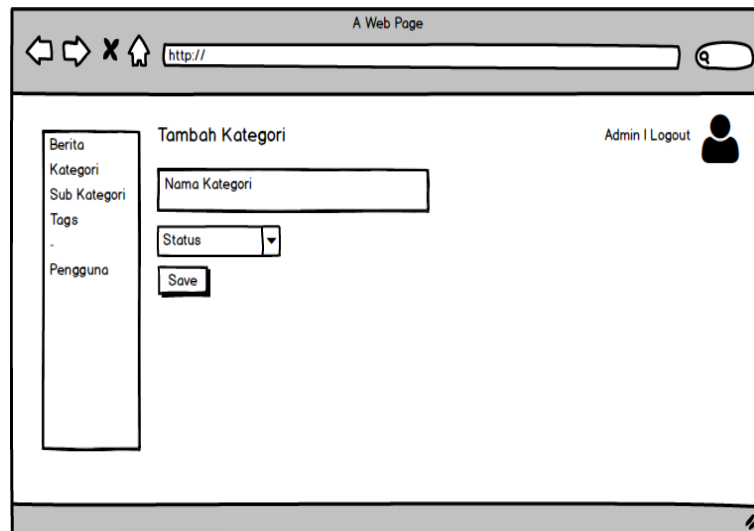 A Web Page
http://
Tambah Kategori
Admin | Logout
Berita
Kategori
Sub Kategori
Tags
-
Pengguna
Nama Kategori
Status
Save